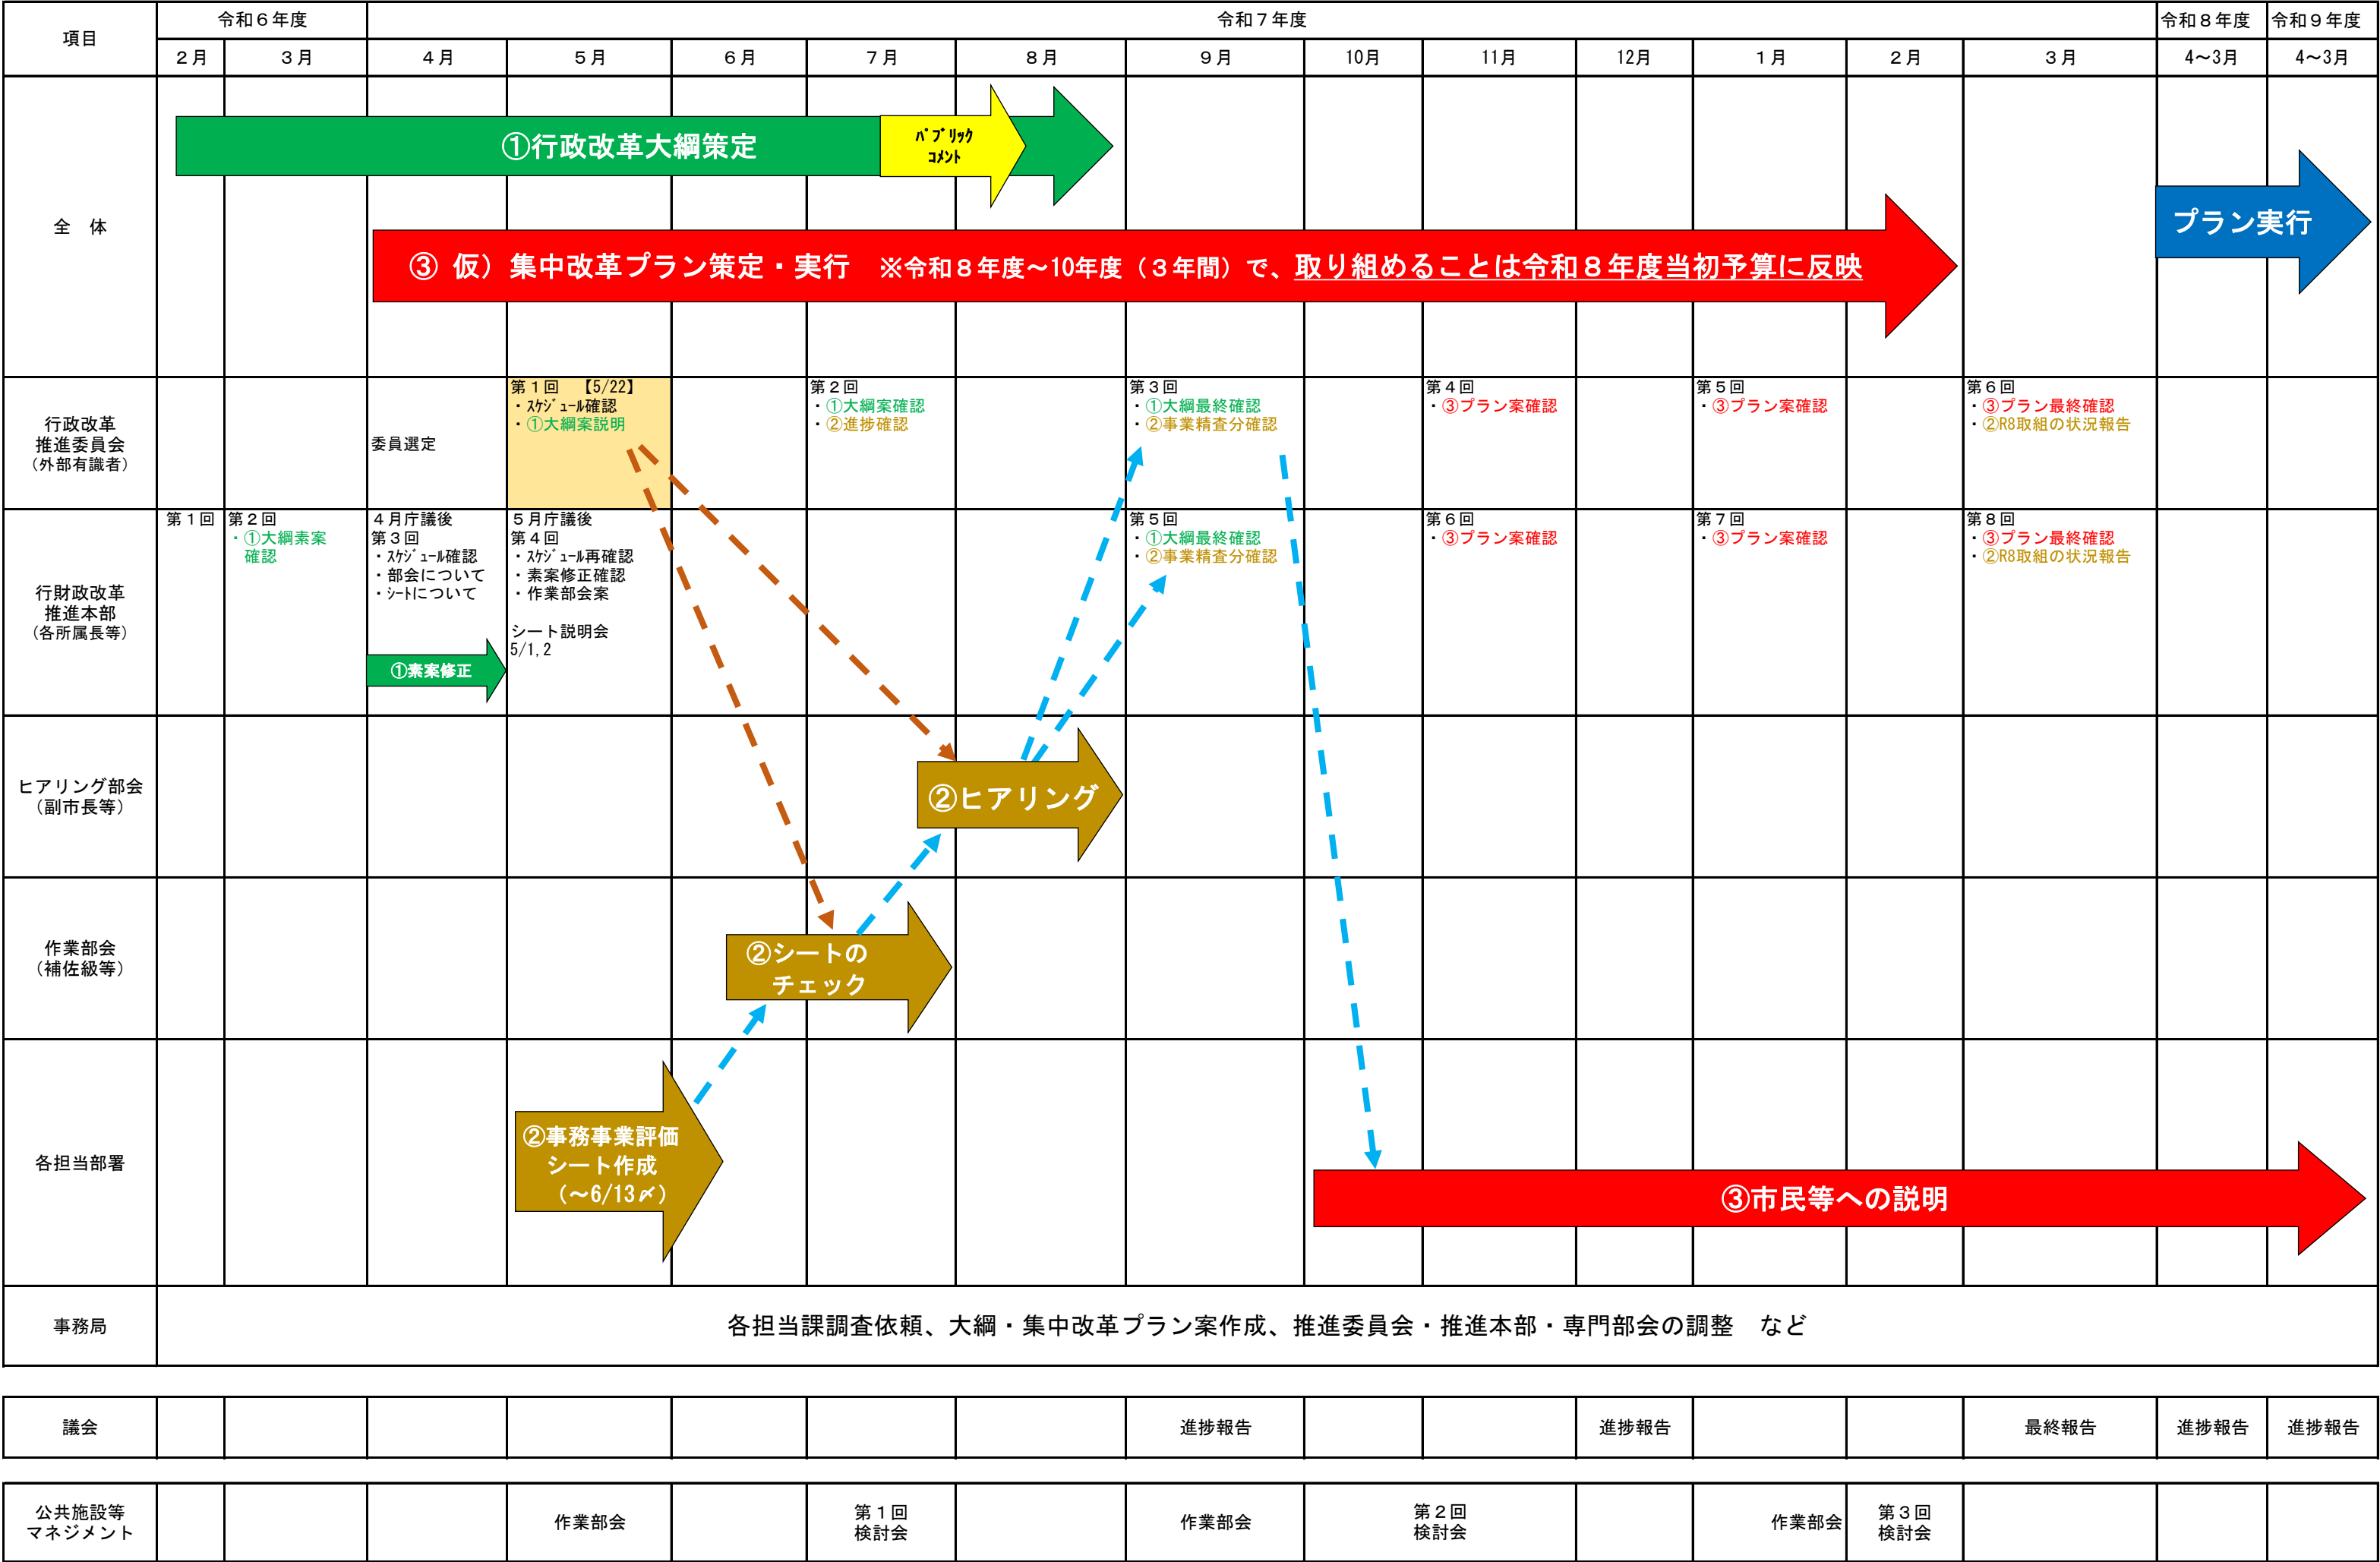 項目
令和６年度
令和７年度
令和８年度
令和９年度
２月
３月
４月
５月
６月
７月
８月
９月
10月
11月
12月
１月
２月
３月
4～3月
4～3月
全　体
①行政改革大綱策定
ﾊﾟﾌﾞﾘｯｸ
ｺﾒﾝﾄ
③ 仮）集中改革プラン策定・実行　※令和８年度～10年度（３年間）で、取り組めることは令和８年度当初予算に反映
プラン実行
行政改革
推進委員会
（外部有識者）
委員選定
第１回　【5/22】
・ｽｹｼﾞｭｰﾙ確認
・①大綱案説明
第２回
・①大綱案確認
・②進捗確認
第３回
・①大綱最終確認
・②事業精査分確認
第４回
・③プラン案確認
第５回
・③プラン案確認
第６回
・③プラン最終確認
・②R8取組の状況報告
行財政改革
推進本部
（各所属長等）
第１回
第２回
・①大綱素案
確認
４月庁議後
第３回
・ｽｹｼﾞｭｰﾙ確認
・部会について
・ｼｰﾄについて
①素案修正
５月庁議後
第４回
・ｽｹｼﾞｭｰﾙ再確認
・素案修正確認
・作業部会案
シート説明会
5/1,2
第５回
・①大綱最終確認
・②事業精査分確認
第６回
・③プラン案確認
第７回
・③プラン案確認
第８回
・③プラン最終確認
・②R8取組の状況報告
ヒアリング部会
（副市長等）
②ヒアリング
作業部会
（補佐級等）
②シートの
チェック
各担当部署
②事務事業評価
シート作成
（～6/13〆）
③市民等への説明
事務局
各担当課調査依頼、大綱・集中改革プラン案作成、推進委員会・推進本部・専門部会の調整　など
議会
進捗報告
進捗報告
最終報告
進捗報告
進捗報告
公共施設等
マネジメント
作業部会
第１回
検討会
作業部会
第２回
検討会
作業部会
第３回
検討会